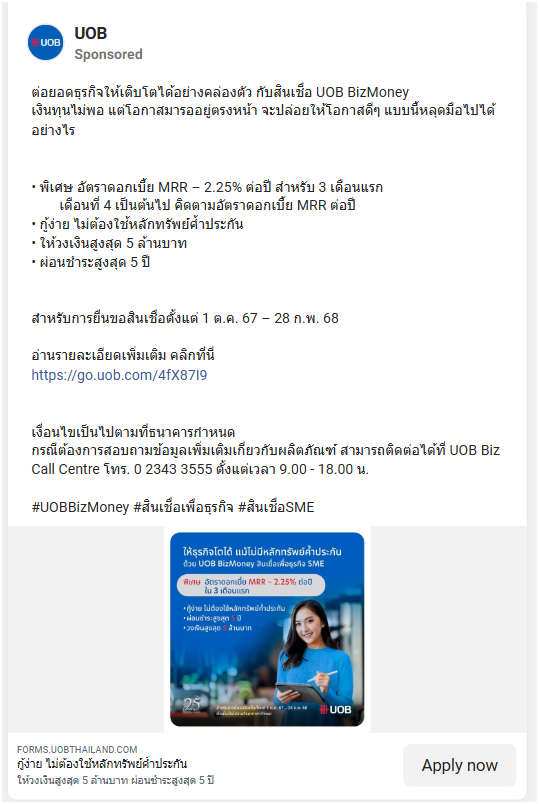 UOB
UOB
Sponsored
ต่อยอดธุรกิจให้เติบโตได้อย่างคล่องตัว กับสินเชื่อ UOB BizMoney
เงินทุนไม่พอ แต่โอกาสมารออยู่ตรงหน้า จะปล่อยให้โอกาสดีๆ แบบนี้หลุดมือไปได้
อย่างไร
• พิเศษ อัตราดอกเบี้ย MRR – 2.25% ต่อปี สำหรับ 3 เดือนแรก
เดือนที่ 4 เป็นต้นไป คิดตามอัตราดอกเบี้ย MRR ต่อปี
• กู้ง่าย ไม่ต้องใช้หลักทรัพย์ค้ำประกัน
• ให้วงเงินสูงสุด 5 ล้านบาท
• ผ่อนชำระสูงสุด 5 ปี
สำหรับการยื่นขอสินเชื่อตั้งแต่ 1 ต.ค. 67 – 28 ก.พ. 68
อ่านรายละเอียดเพิ่มเติม คลิกที่นี่
https://go.uob.com/4fX87I9
เงื่อนไขเป็นไปตามที่ธนาคารกำหนด
กรณีต้องการสอบถามข้อมูลเพิ่มเติมเกี่ยวกับผลิตภัณฑ์ สามารถติดต่อได้ที่ UOB Biz
Call Centre โทร. 0 2343 3555 ตั้งแต่เวลา 9.00 - 18.00 น.
#UOBBizMoney #สินเชื่อเพื่อธุรกิจ #สินเชื่อSME
ให้ธุรกิจโตได้ แม้ไม่มีหลักทรัพย์ค้ำประกัน
ด้วย UOB BizMoney สินเชื่อเพื่อธุรกิจ SME
พิเศษ อัตราดอกเบี้ย MRR - 2.25% ต่อปี
ใน 3 เดือนแรก
• กู้ง่าย ไม่ต้องใช้หลักทรัพย์ค้ำประกัน
• ผ่อนชำระสูงสุด 5 ปี
• วงเงินสูงสุด 5 ล้านบาท
25
UOB
FORMS.UOBTHAILAND.COM
กู้ง่าย ไม่ต้องใช้หลักทรัพย์ค้ำประกัน
ให้วงเงินสูงสุด 5 ล้านบาท ผ่อนชำระสูงสุด 5 ปี
Apply now